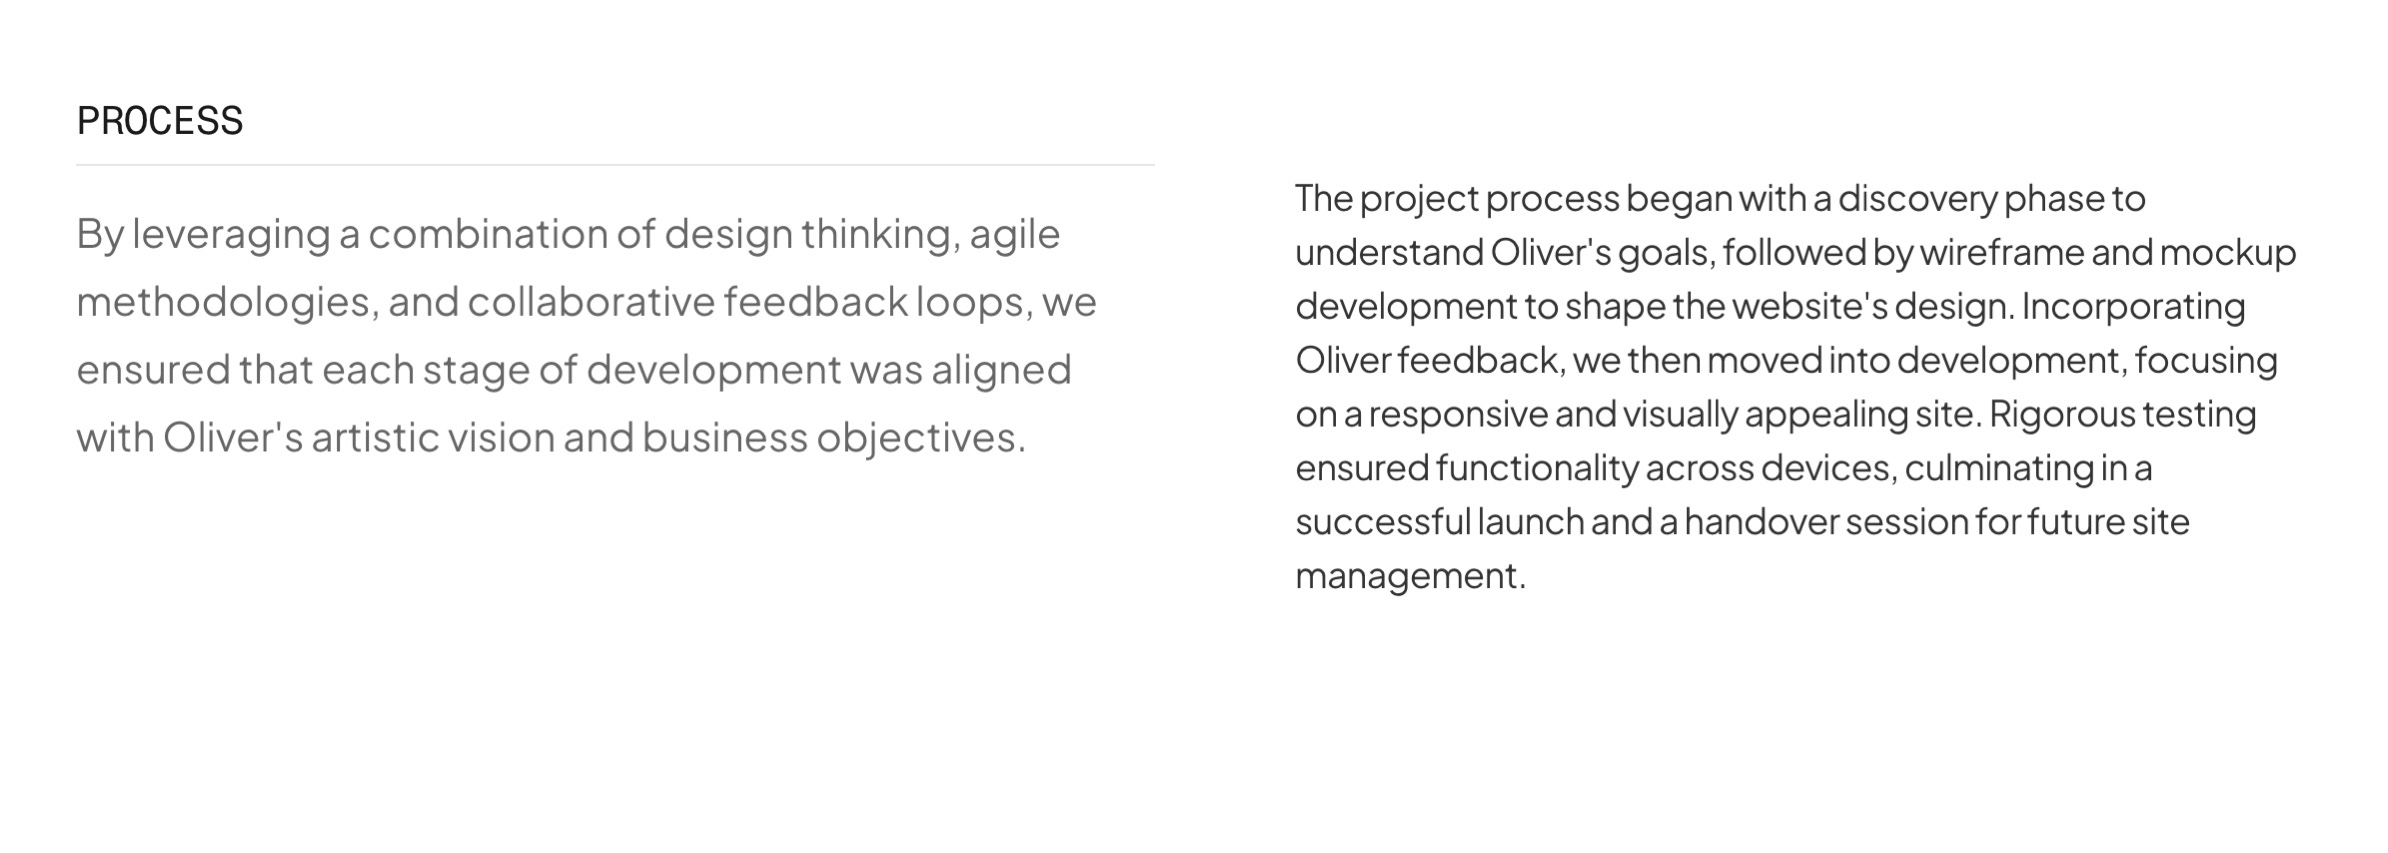 PROCESS
By leveraging a combination of design thinking, agile
methodologies, and collaborative feedback loops, we
ensured that each stage of development was aligned
with Oliver's artistic vision and business objectives.
The project process began with a discovery phase to
understand Oliver's goals, followed by wireframe and mockup
development to shape the website's design. Incorporating
Oliver feedback, we then moved into development, focusing
on a responsive and visually appealing site. Rigorous testing
ensured functionality across devices, culminating in a
successful launch and a handover session for future site
management.